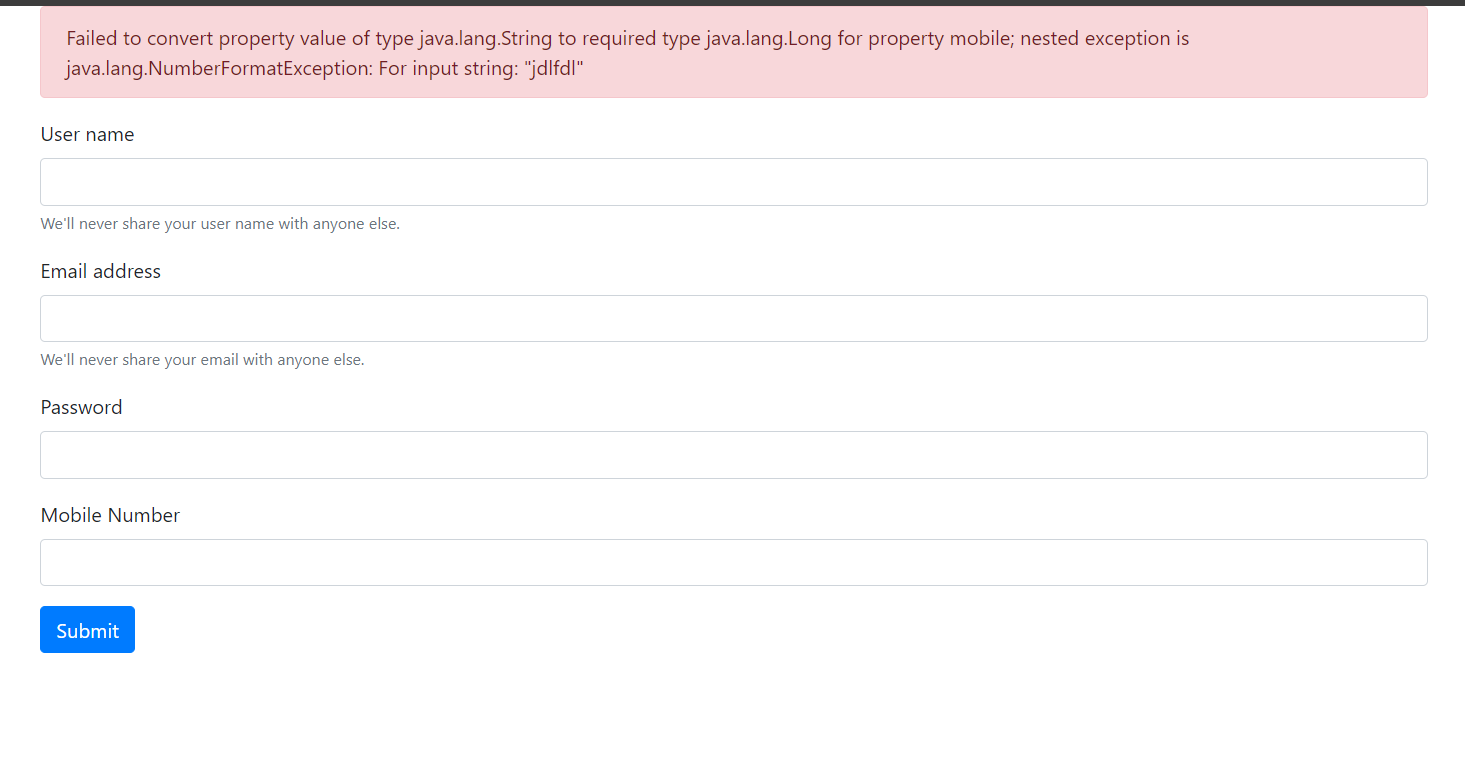 Failed to convert property value of type java.lang.String to required type java.lang.Long for property mobile; nested exception is
java.lang.NumberFormatException: For input string: "jdlfdl"
User name
We'll never share your user name with anyone else.
Email address
We'll never share your email with anyone else.
Password
Mobile Number
Submit